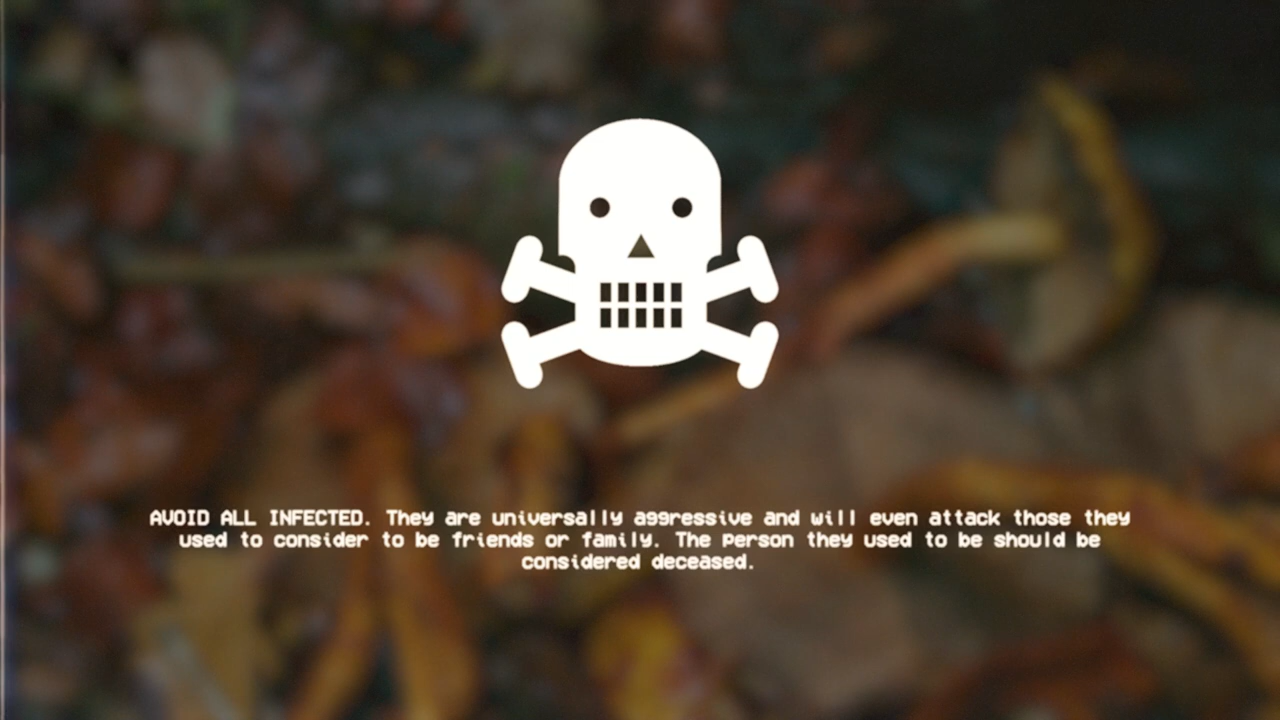 AVOID ALL INFECTED. They are universally aggressive and will even attack those they
used to consider to be friends or family. The person they used to be should be
considered deceased.